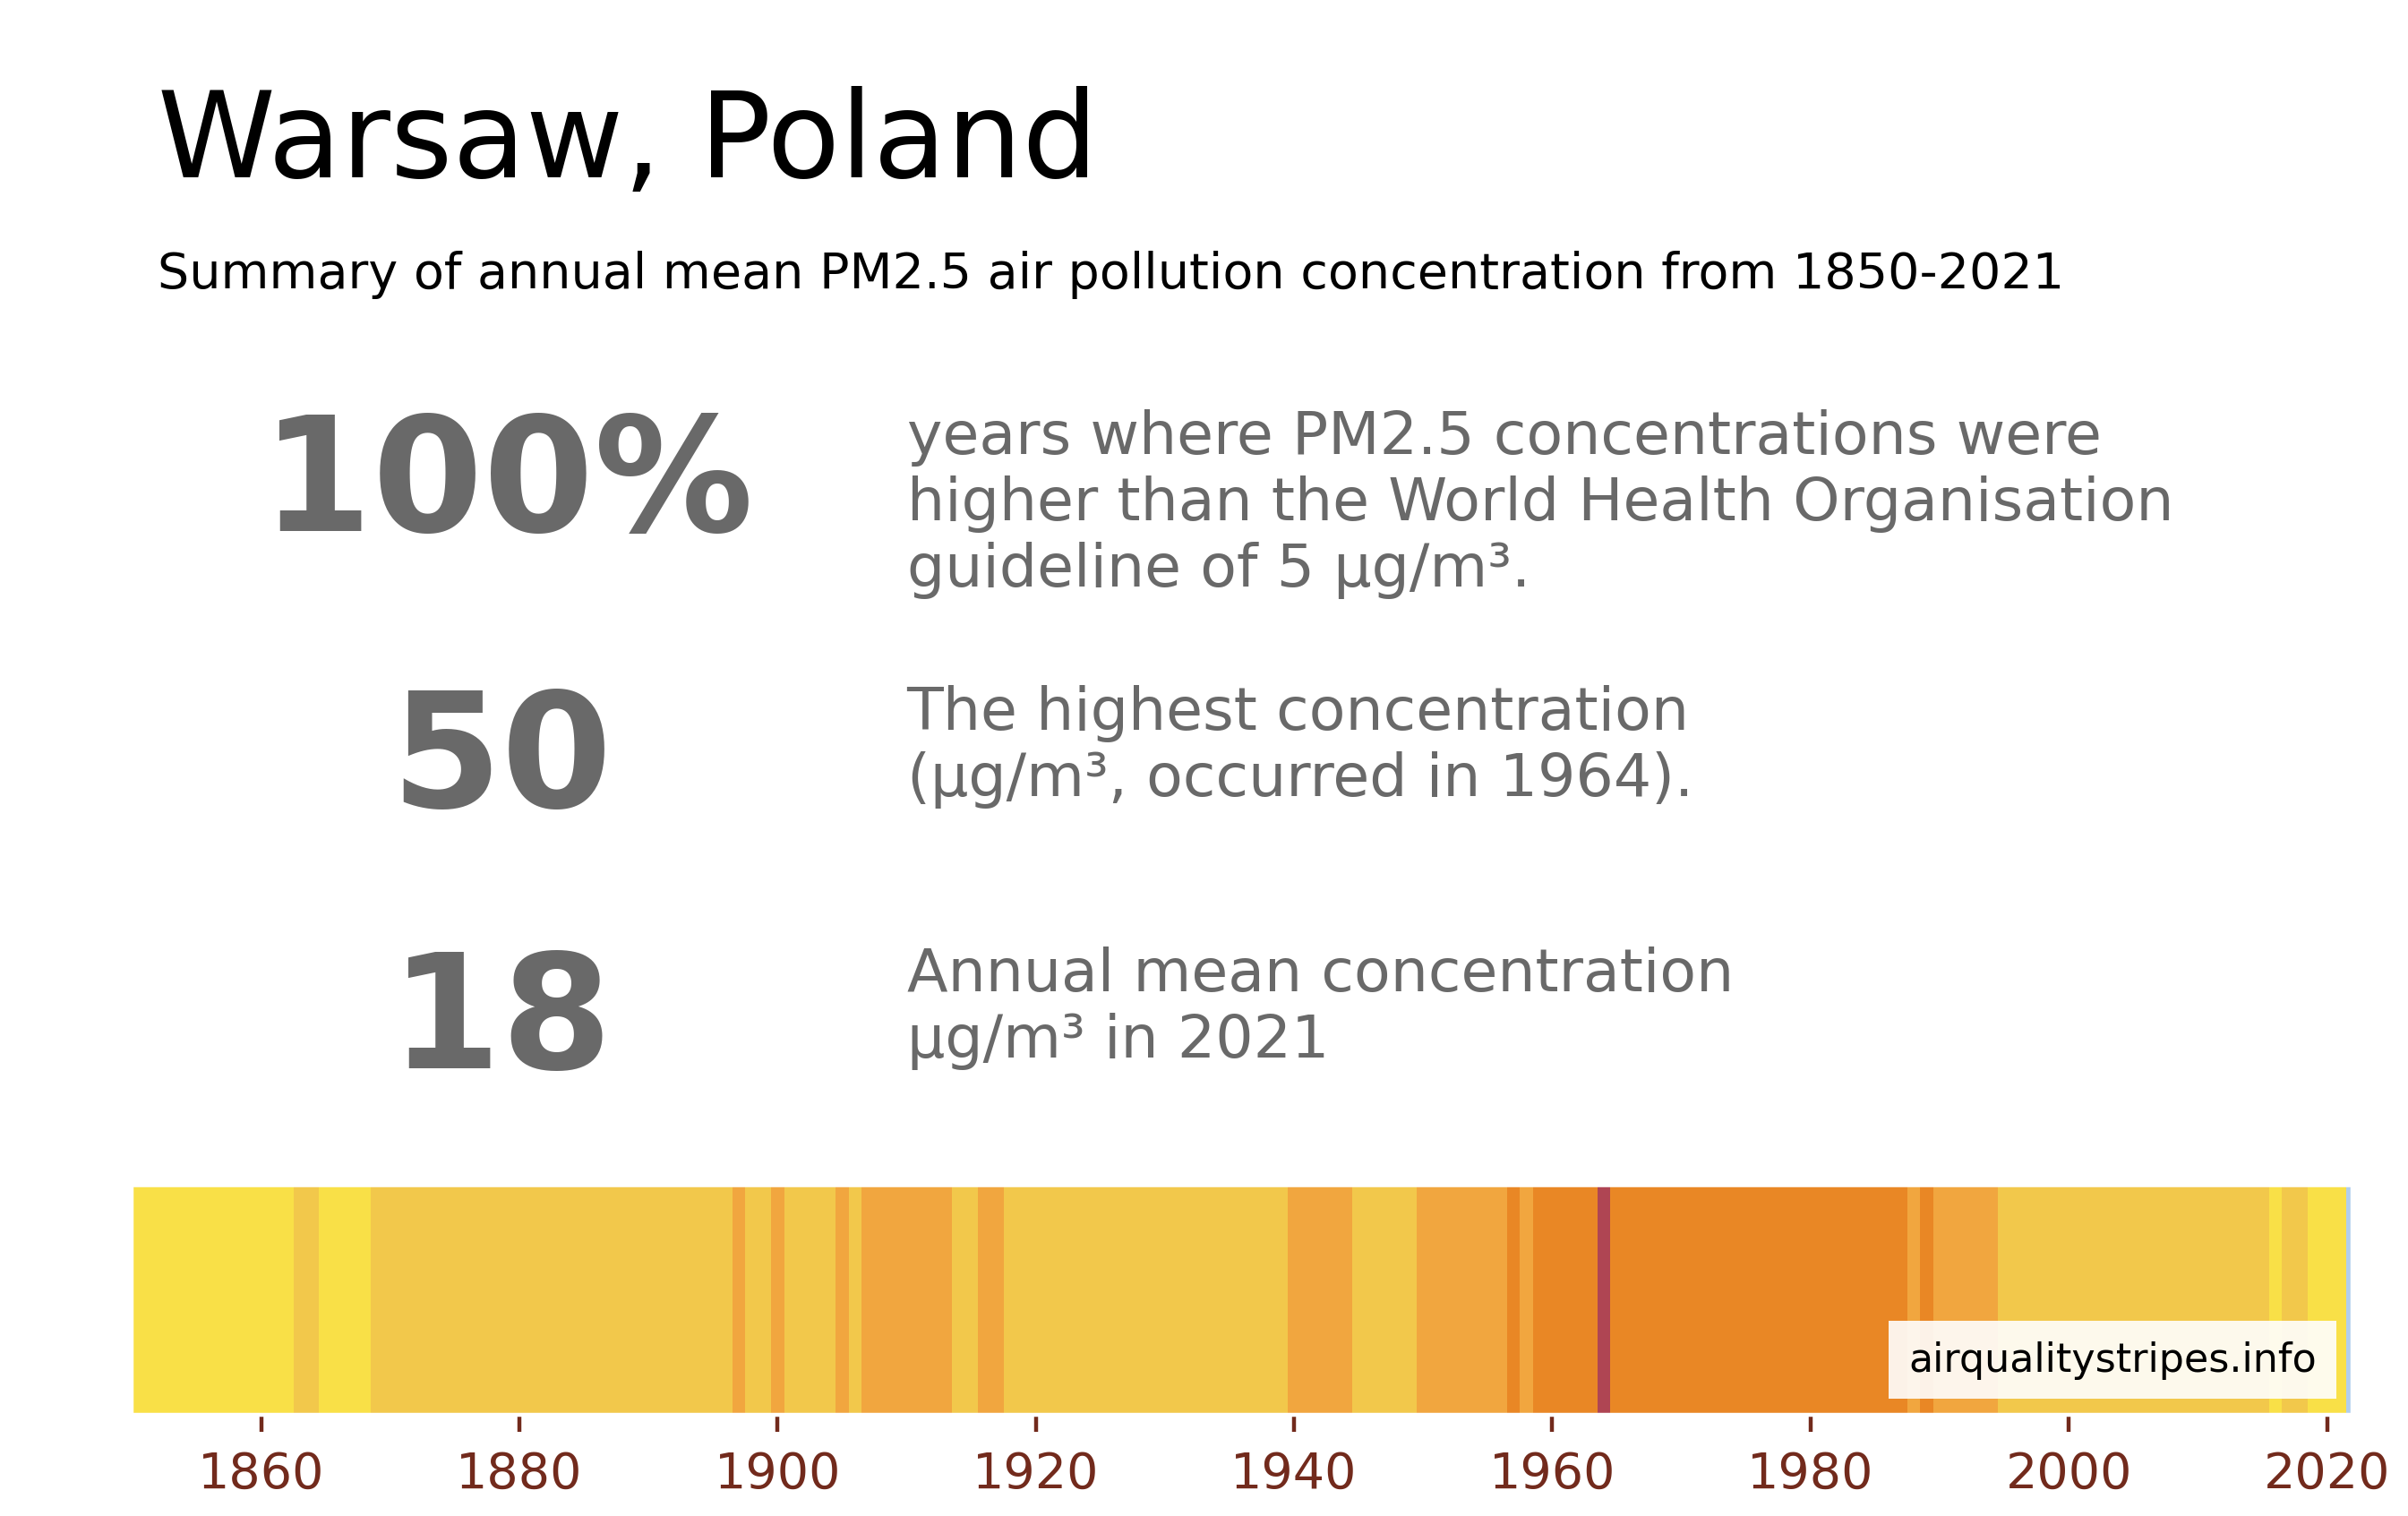 Warsaw, Poland
Summary of annual mean PM2.5 air pollution concentration from 1850-2021
100%
years where PM2.5 concentrations were
higher than the World Health Organisation
guideline of 5 µg/m³.
50
The highest concentration
(µg/m³, occurred in 1964).
18
Annual mean concentration
µg/m³ in 2021
airqualitystripes.info
1860 1880 1900 1920 1940 1960 1980 2000 2020